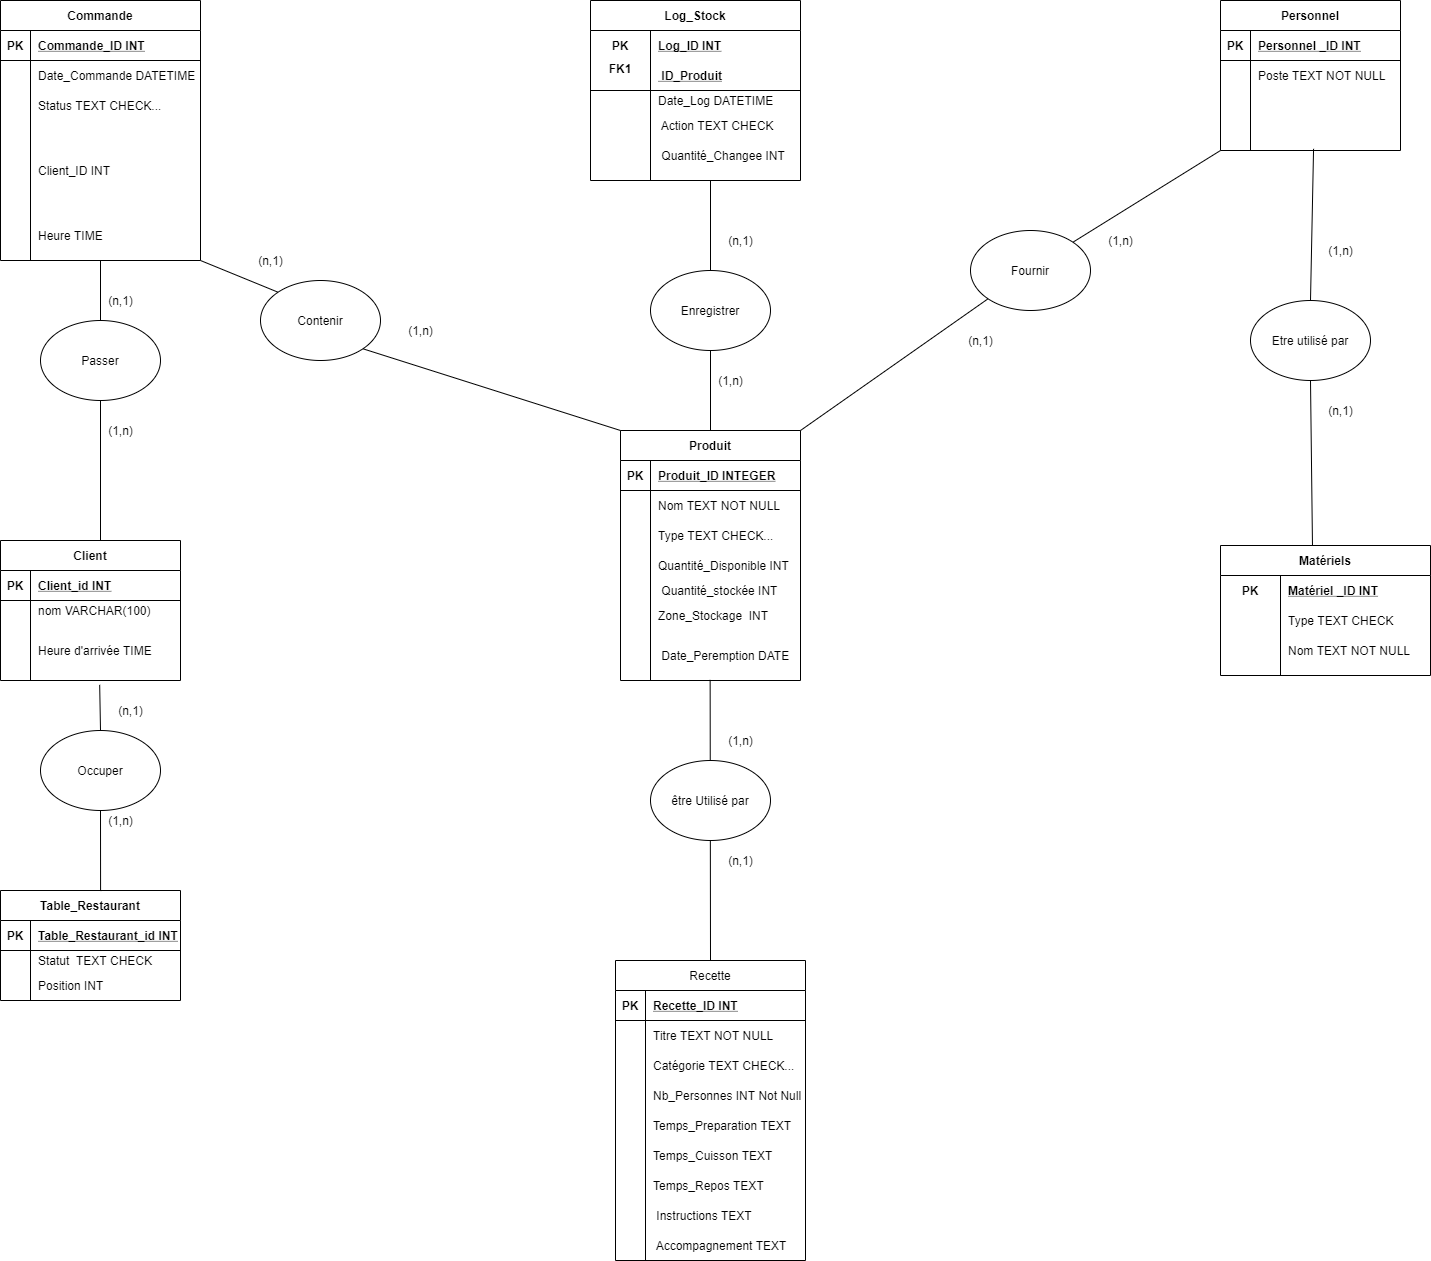 Commande
PK Commande_ID INT
Date_Commande DATETIME
Status TEXT CHECK...
Client_ID INT
Heure TIME
Log_Stock
PK Log_ID INT
FK1 ID_Produit
Date_Log DATETIME
Action TEXT CHECK
Quantité_Changee INT
Personnel
PK Personnel _ID INT
Poste TEXT NOT NULL
(n,1)
Passer
(1,n)
(n,1)
Contenir
(1,n)
(n,1)
Enregistrer
(1,n)
(1,n)
Fournir
(n,1)
(1,n)
Etre utilisé par
(n,1)
Client
PK Client_id INT
nom VARCHAR(100)
Heure d'arrivée TIME
Produit
PK Produit_ID INTEGER
Nom TEXT NOT NULL
Type TEXT CHECK...
Quantité_Disponible INT
Quantité_stockée INT
Zone_Stockage INT
Date_Peremption DATE
Matériels
PK Matériel _ID INT
Type TEXT CHECK
Nom TEXT NOT NULL
(n,1)
Occuper
(1,n)
(1,n)
être Utilisé par
(n,1)
Table_Restaurant
PK Table_Restaurant_id INT
Statut TEXT CHECK
Position INT
Recette
PK Recette_ID INT
Titre TEXT NOT NULL
Catégorie TEXT CHECK...
Nb_Personnes INT Not Null
Temps_Preparation TEXT
Temps_Cuisson TEXT
Temps_Repos TEXT
Instructions TEXT
Accompagnement TEXT